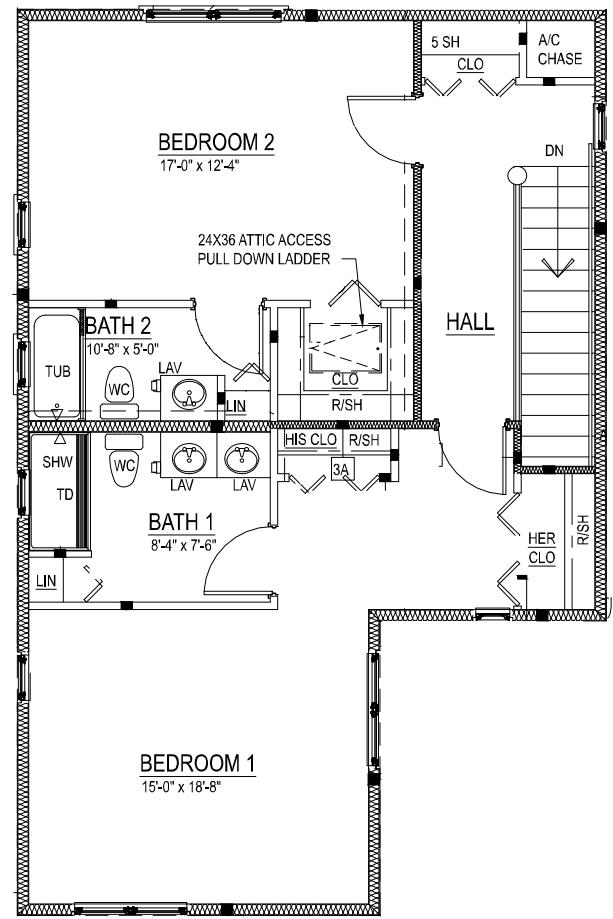 5 SH
CLO
A/C
CHASE
BEDROOM 2
17'-0" x 12'-4"
DN
24X36 ATTIC ACCESS
PULL DOWN LADDER
HALL
BATH 2
10'-8" x 5'-0"
TUB
WC
LAV
LIN
CLO
R/SH
HIS CLO
R/SH
3A
SHW
TD
WC
LAV
LAV
BATH 1
8'-4" x 7'-6"
LIN
HER
CLO
R/SH
BEDROOM 1
15'-0" x 18'-8"